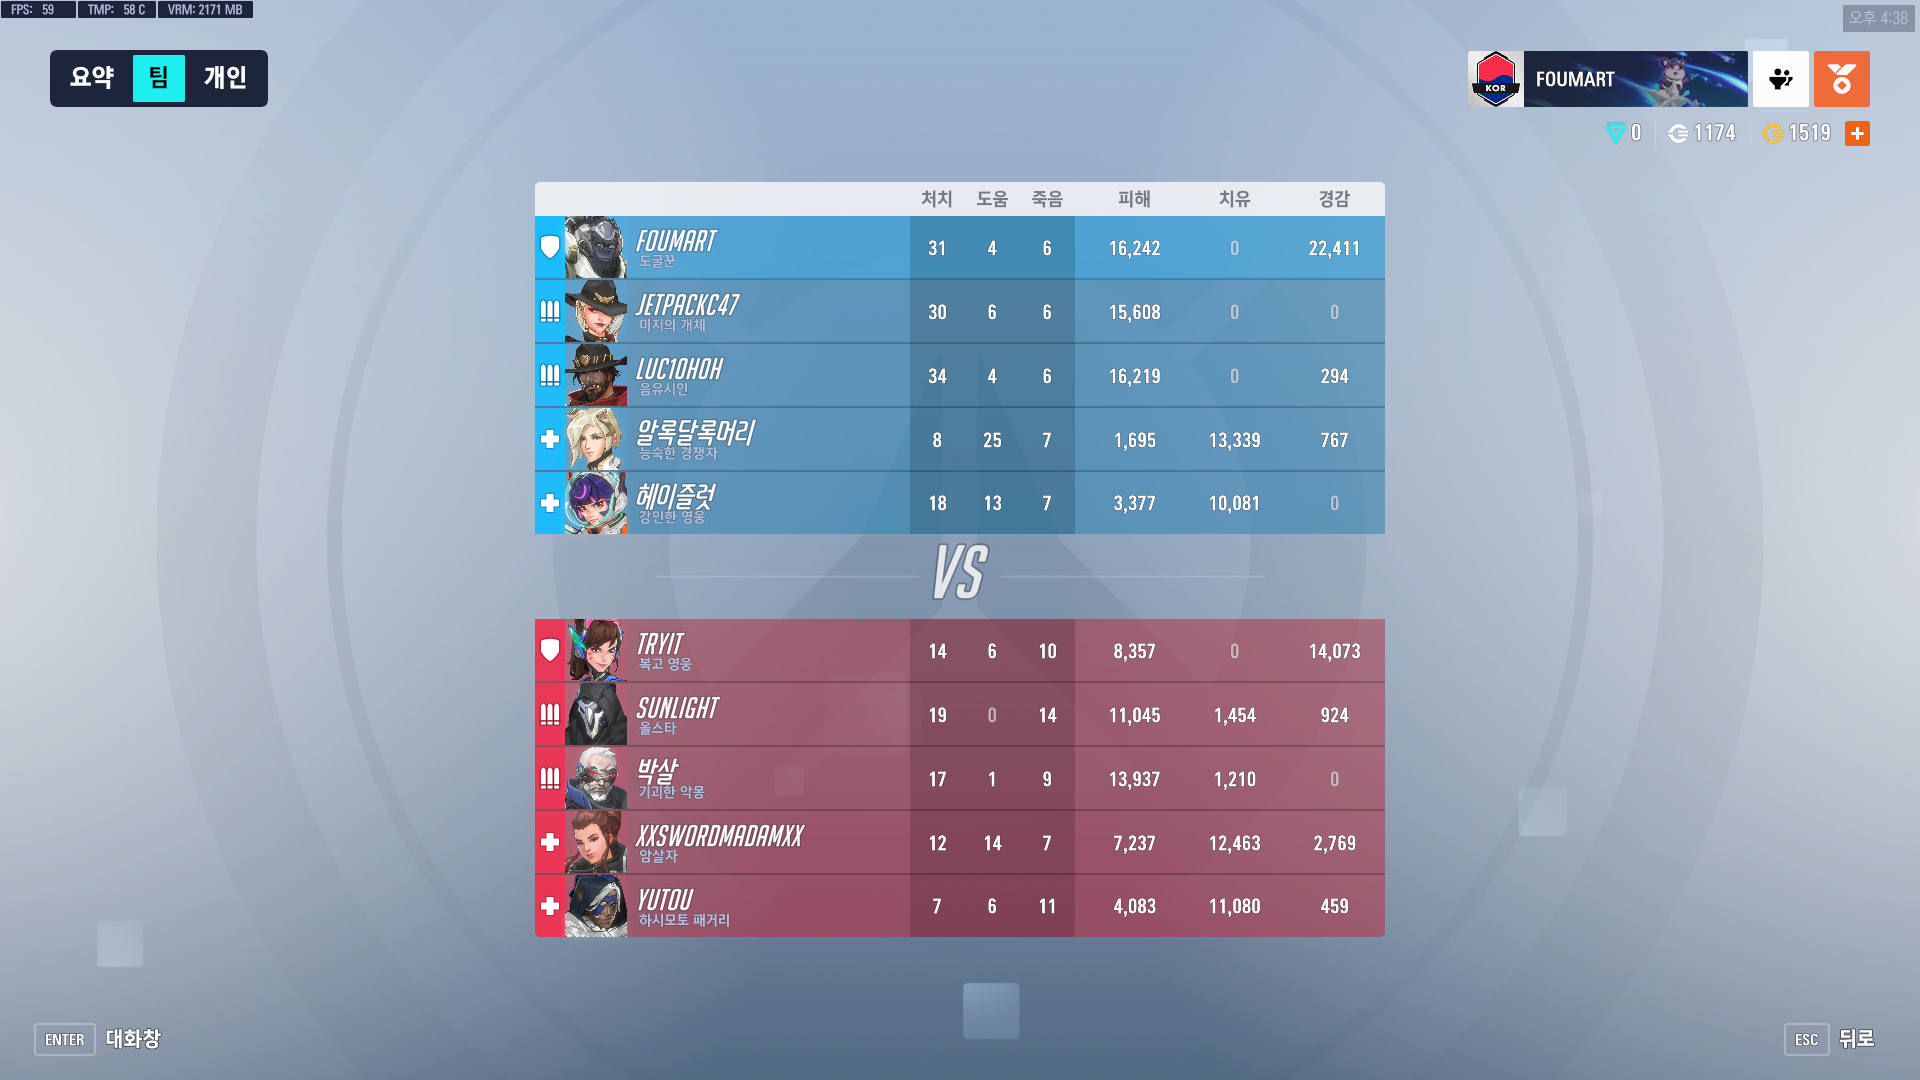 FPS: 59 TMP: 58 C VRM: 2171 MB
오후 4:38
요약 팀 개인
KOR FOUMART
0 1174 1519 +
처치 도움 죽음 피해 치유 경감
FOUMART 31 4 6 16,242 0 22,411
도굴꾼
JETPACKC47 30 6 6 15,608 0 0
미지의 개체
LUC10HOH 34 4 6 16,219 0 294
음유시인
알록달록머리 8 25 7 1,695 13,339 767
능숙한 경쟁자
헤이즐럿 18 13 7 3,377 10,081 0
강인한 영웅
VS
TRYIT 14 6 10 8,357 0 14,073
복고 영웅
SUNLIGHT 19 0 14 11,045 1,454 924
올스타
박살 17 1 9 13,937 1,210 0
기괴한 악몽
XXSWORDMADAMXX 12 14 7 7,237 12,463 2,769
암살자
YUTOU 7 6 11 4,083 11,080 459
하시모토 패거리
ENTER 대화창
ESC 뒤로